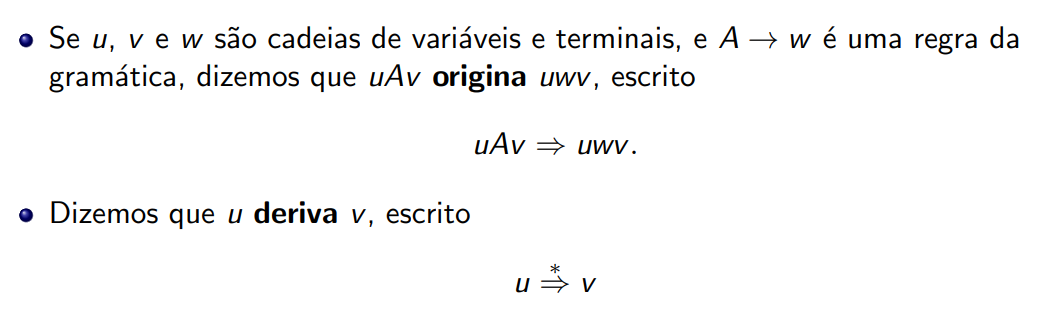 Se u, v e w são cadeias de variáveis e terminais, e A → w é uma regra da
gramática, dizemos que uAv origina uwv, escrito
uAv ⇒ uwv.
Dizemos que u deriva v, escrito
u ⇒* v